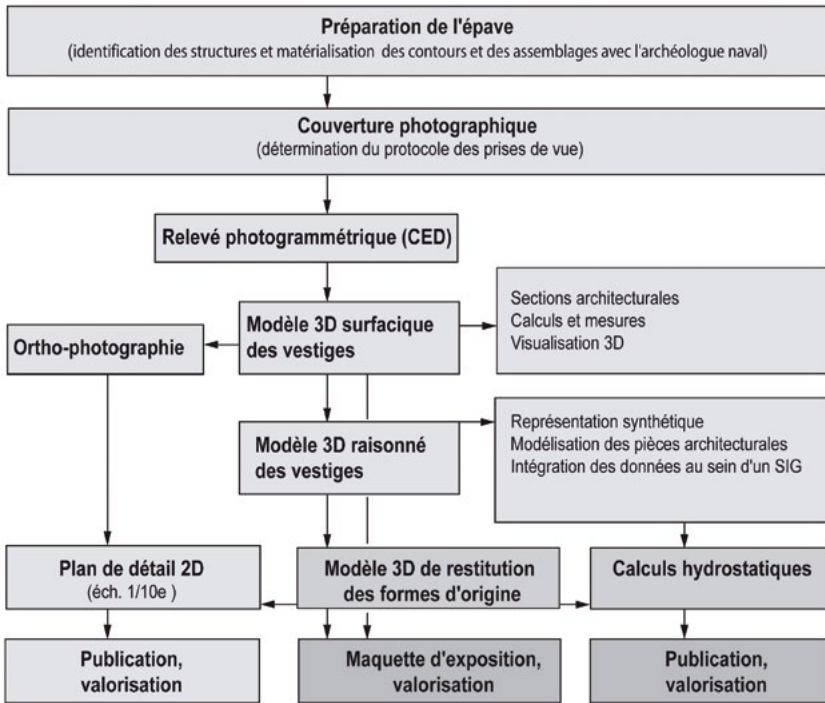 Préparation de l'épave
(identification des structures et matérialisation des contours et des assemblages avec l'archéologue naval)
Couverture photographique
(détermination du protocole des prises de vue)
Relevé photogrammétrique (CED)
Modèle 3D surfacique
des vestiges
Sections architecturales
Calculs et mesures
Visualisation 3D
Ortho-photographie
Modèle 3D raisonné
des vestiges
Représentation synthétique
Modélisation des pièces architecturales
Intégration des données au sein d'un SIG
Plan de détail 2D
(éch. 1/10e )
Modèle 3D de restitution
des formes d'origine
Calculs hydrostatiques
Publication,
valorisation
Maquette d'exposition,
valorisation
Publication,
valorisation